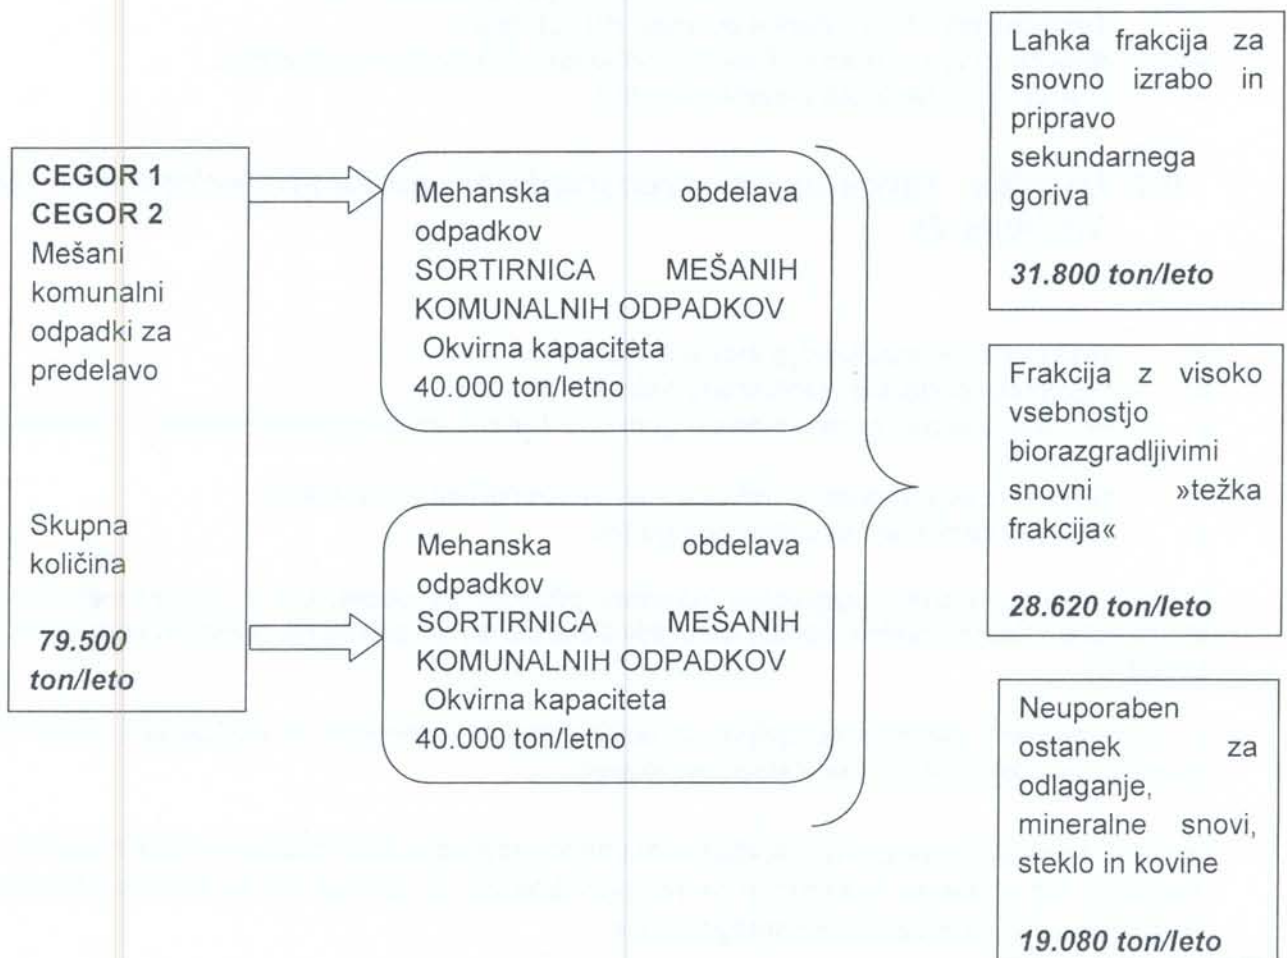 CEGOR 1
CEGOR 2
Mešani
komunalni
odpadki za
predelavo
Skupna
količina
79.500
ton/leto
Mehanska obdelava
odpadkov
SORTIRNICA MEŠANIH
KOMUNALNIH ODPADKOV
Okvirna kapaciteta
40.000 ton/letno
Mehanska obdelava
odpadkov
SORTIRNICA MEŠANIH
KOMUNALNIH ODPADKOV
Okvirna kapaciteta
40.000 ton/letno
Lahka frakcija za
snovno izrabo in
pripravo
sekundarnega
goriva
31.800 ton/leto
Frakcija z visoko
vsebnostjo
biorazgradljivimi
snovni »težka
frakcija«
28.620 ton/leto
Neuporaben
ostanek za
odlaganje,
mineralne snovi,
steklo in kovine
19.080 ton/leto